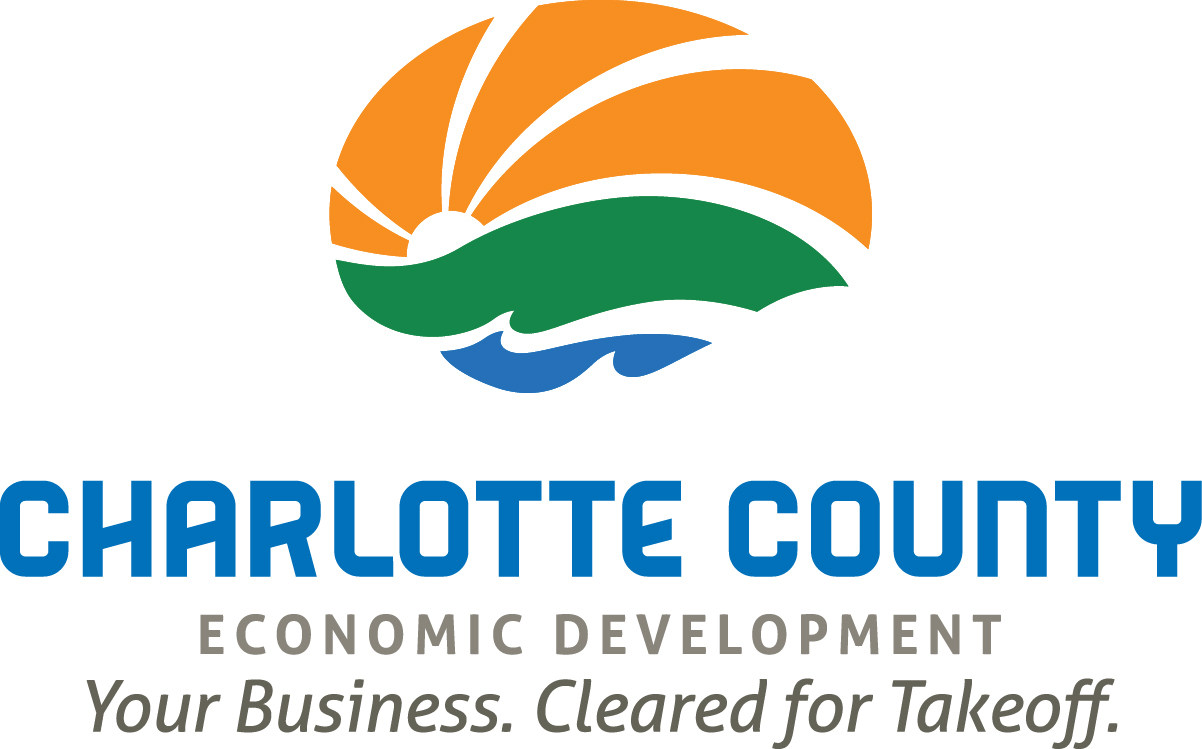 CHARLOTTE COUNTY
ECONOMIC DEVELOPMENT
Your Business. Cleared for Takeoff.